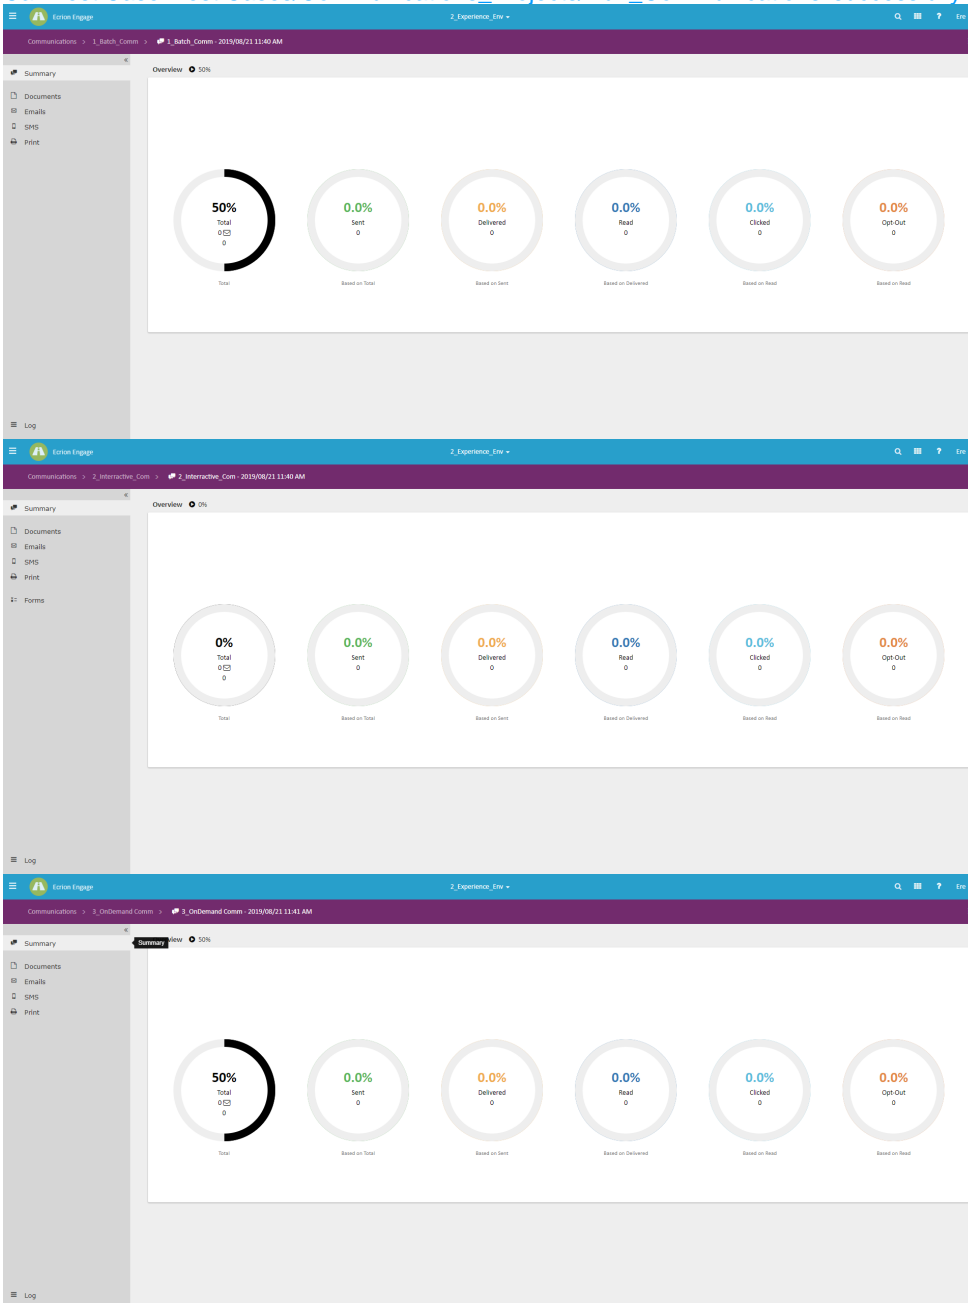 Ecrion Engage 2_Experience_Env ? Ere
Communications > 1_Batch_Comm > 1_Batch_Comm - 2019/08/21 11:40 AM
«
Summary
Overview 50%
Documents
Emails
SMS
Print
50% 0.0% 0.0% 0.0% 0.0% 0.0%
Total Sent Delivered Read Clicked Opt-Out
0 0 0 0 0 0
0
Total Based on Total Based on Sent Based on Delivered Based on Read Based on Read
Log
Ecrion Engage 2_Experience_Env ? Ere
Communications > 2_Interractive_Com > 2_Interractive_Com - 2019/08/21 11:40 AM
«
Summary
Overview 0%
Documents
Emails
SMS
Print
Forms
0% 0.0% 0.0% 0.0% 0.0% 0.0%
Total Sent Delivered Read Clicked Opt-Out
0 0 0 0 0 0
0
Total Based on Total Based on Sent Based on Delivered Based on Read Based on Read
Log
Ecrion Engage 2_Experience_Env ? Ere
Communications > 3_OnDemand Comm > 3_OnDemand Comm - 2019/08/21 11:41 AM
«
Summary
Summary view 50%
Documents
Emails
SMS
Print
50% 0.0% 0.0% 0.0% 0.0% 0.0%
Total Sent Delivered Read Clicked Opt-Out
0 0 0 0 0 0
0
Total Based on Total Based on Sent Based on Delivered Based on Read Based on Read
Log